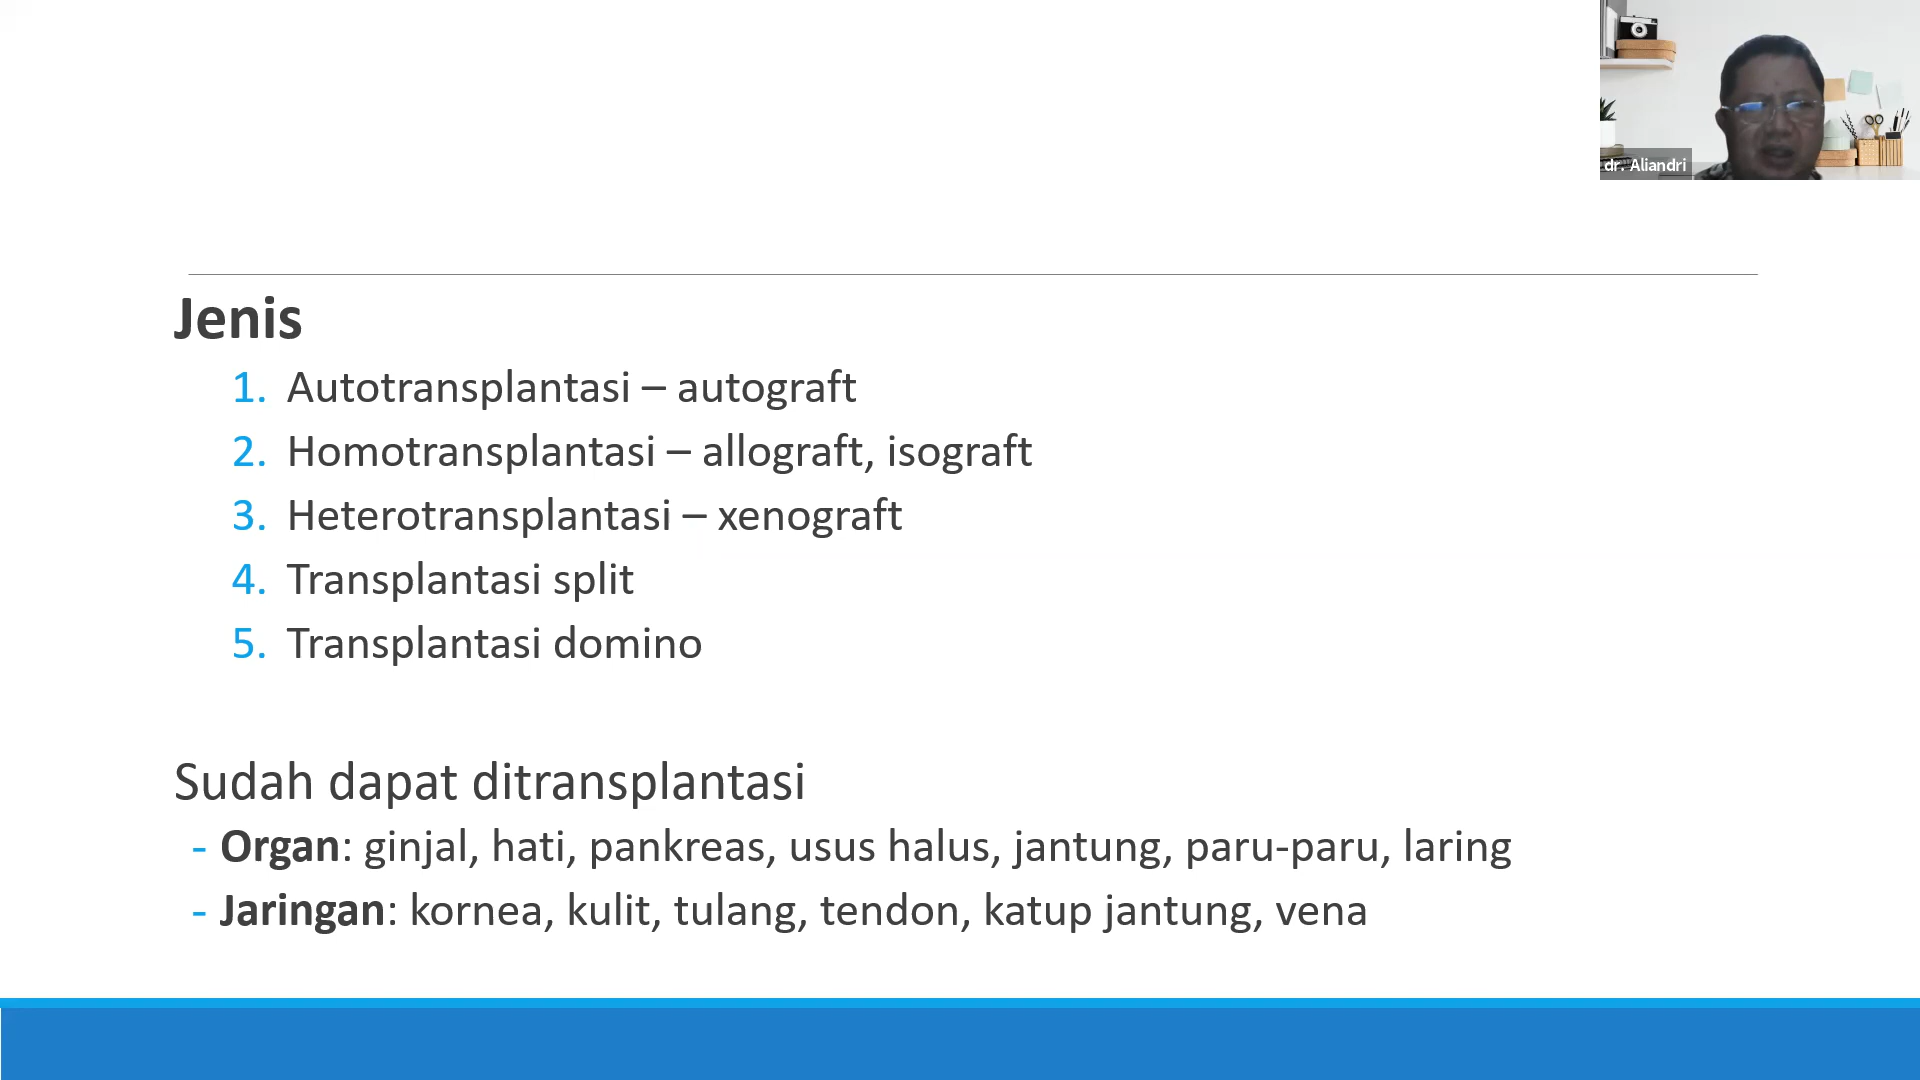 dr. Aliandri
Jenis
1. Autotransplantasi – autograft
2. Homotransplantasi – allograft, isograft
3. Heterotransplantasi – xenograft
4. Transplantasi split
5. Transplantasi domino
Sudah dapat ditransplantasi
- Organ: ginjal, hati, pankreas, usus halus, jantung, paru-paru, laring
- Jaringan: kornea, kulit, tulang, tendon, katup jantung, vena